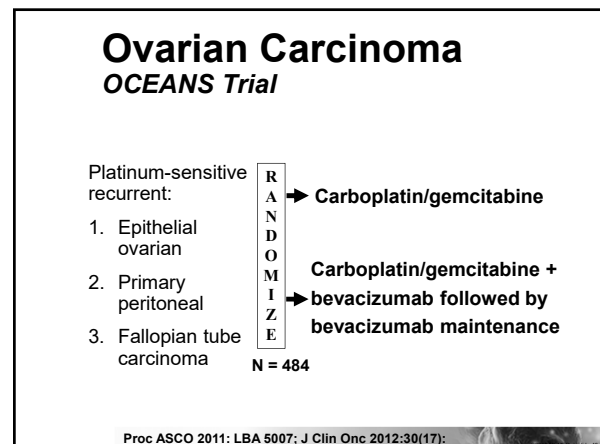 Ovarian Carcinoma
OCEANS Trial
Platinum-sensitive
recurrent:
1. Epithelial
ovarian
2. Primary
peritoneal
3. Fallopian tube
carcinoma
R
A
N
D
O
M
I
Z
E
N = 484
Carboplatin/gemcitabine
Carboplatin/gemcitabine +
bevacizumab followed by
bevacizumab maintenance
Proc ASCO 2011: LBA 5007; J Clin Onc 2012:30(17):